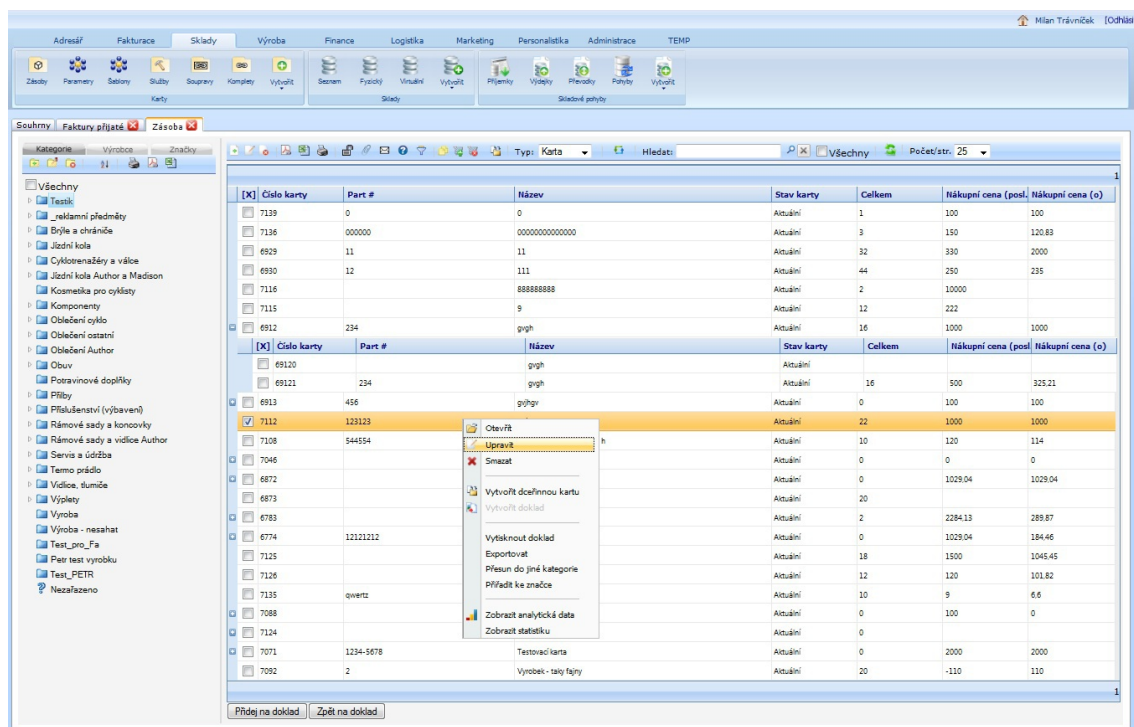 Milan Trávníček [Odhlási
Adresář Fakturace Sklady Výroba Finance Logistika Marketing Personalistika Administrace TEMP
Zásoby Parametry Šablony Služby Soupravy Komplety Vytvořit Seznam Fyzický Virtuální Vytvořit Příjemky Výdejky Převodky Pohyby Vytvořit
Karty Sklady Skladové pohyby
Souhrny Faktury přijaté Zásoba
Kategorie Výrobce Značky
Typ: Karta Hledat: Všechny Počet/str. 25
1
Všechny
Testik
_reklamní předměty
Brýle a chrániče
Jízdní kola
Cyklotrenažéry a válce
Jízdní kola Author a Madison
Kosmetika pro cyklisty
Komponenty
Oblečení cyklo
Oblečení ostatní
Oblečení Author
Obuv
Potravinové doplňky
Přilby
Příslušenství (výbavení)
Rámové sady a koncovky
Rámové sady a vidlice Author
Servis a údržba
Termo prádlo
Vidlice, tlumiče
Výplety
Vyroba
Výroba - nesahat
Test_pro_Fa
Petr test vyrobku
Test_PETR
Nezařazeno
[X] Číslo karty Part # Název Stav karty Celkem Nákupní cena (posl. Nákupní cena (o)
7139 0 0 Aktuální 1 100 100
7136 000000 00000000000000 Aktuální 3 150 120,83
6929 11 11 Aktuální 32 330 2000
6930 12 111 Aktuální 44 250 235
7116 888888888 Aktuální 2 10000
7115 9 Aktuální 12 222
6912 234 gvgh Aktuální 16 1000 1000
[X] Číslo karty Part # Název Stav karty Celkem Nákupní cena (posl Nákupní cena (o)
69120 gvgh Aktuální
69121 234 gvgh Aktuální 16 500 325,21
6913 456 gvjhgv Aktuální 0 100 100
7112 123123 Aktuální 22 1000 1000
7108 544554 h Aktuální 10 120 114
7046 Aktuální 0 0 0
6872 Aktuální 0 1029,04 1029,04
6873 Aktuální 20
6783 Aktuální 2 2284,13 289,87
6774 12121212 Aktuální 0 1029,04 184,46
7125 Aktuální 18 1500 1045,45
7126 Aktuální 12 120 101,82
7135 qwertz Aktuální 10 9 6,6
7088 Aktuální 0 100 0
7124 Aktuální 0
7071 1234-5678 Testovací karta Aktuální 0 2000 2000
7092 2 Vyrobek - taky fajny Aktuální 20 -110 110
Otevřít
Upravit
Smazat
Vytvořit dceřinnou kartu
Vytvořit doklad
Vytisknout doklad
Exportovat
Přesun do jiné kategorie
Přiřadit ke značce
Zobrazit analytická data
Zobrazit statistiku
1
Přidej na doklad Zpět na doklad